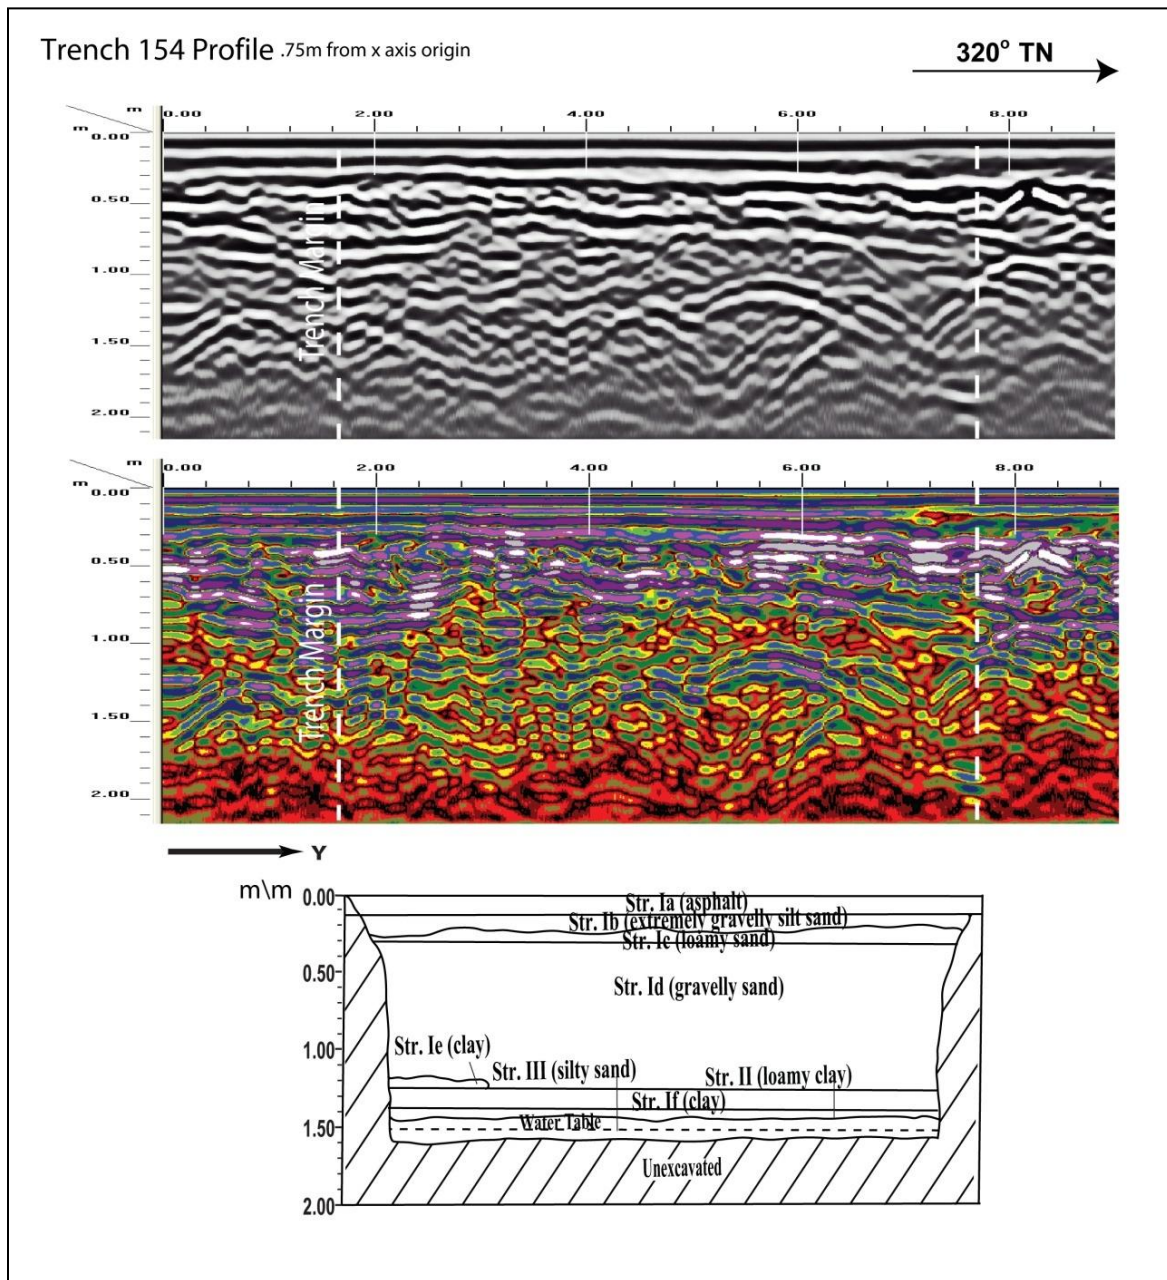 Trench 154 Profile .75m from x axis origin
320° TN
m 0.00 2.00 4.00 6.00 8.00
m
0.00
0.50
1.00
1.50
2.00
Trench Margin
m 0.00 2.00 4.00 6.00 8.00
m
0.00
0.50
1.00
1.50
2.00
Trench Margin
Y
m\m
0.00
Str. Ia (asphalt)
Str. Ib (extremely gravelly silt sand)
Str. Ic (loamy sand)
0.50
Str. Id (gravelly sand)
1.00
Str. Ie (clay)
Str. III (silty sand)
Str. II (loamy clay)
Str. If (clay)
1.50
Water Table
Unexcavated
2.00